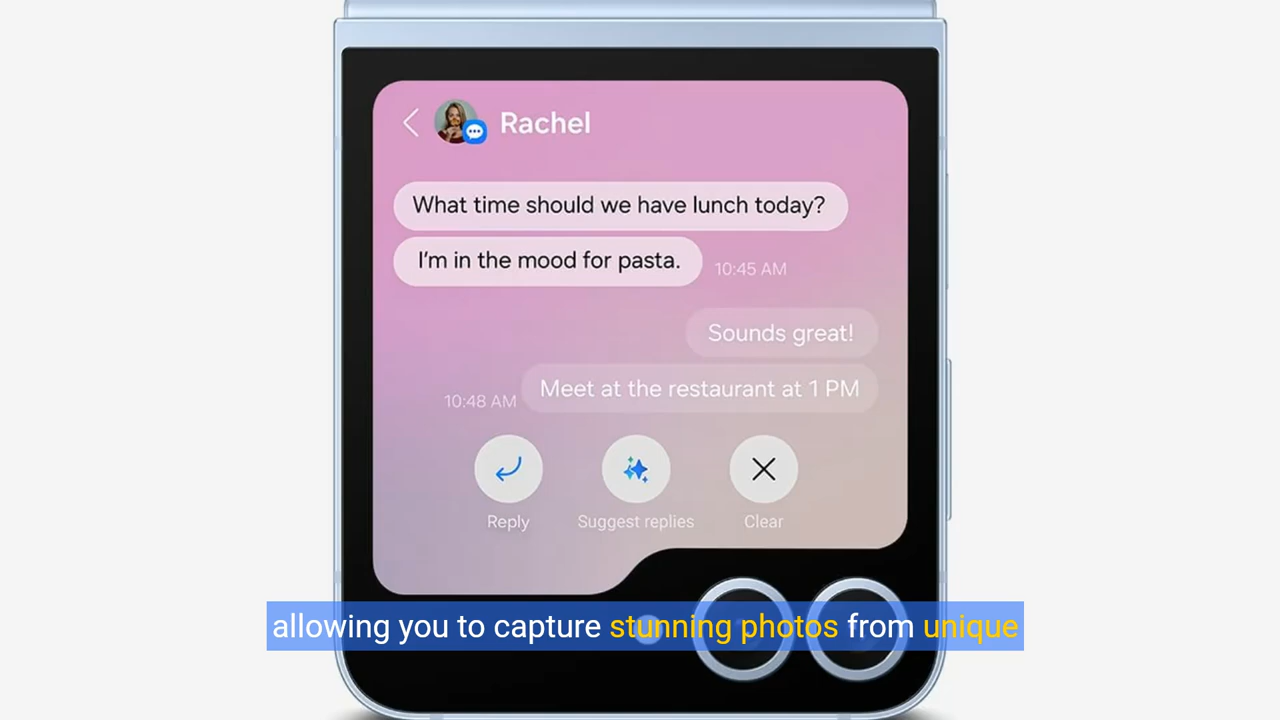 Rachel
What time should we have lunch today?
I'm in the mood for pasta.
10:45 AM
Sounds great!
Meet at the restaurant at 1 PM
10:48 AM
Reply
Suggest replies
Clear
allowing you to capture stunning photos from unique